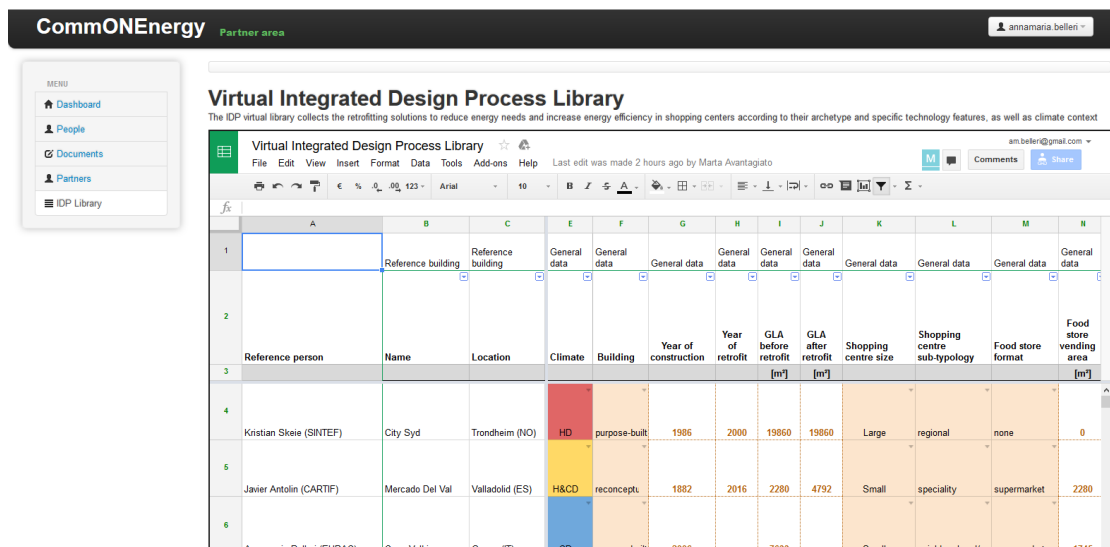 CommONEnergy Partner area
annamaria.belleri
MENU
Dashboard
People
Documents
Partners
IDP Library
Virtual Integrated Design Process Library
The IDP virtual library collects the retrofitting solutions to reduce energy needs and increase energy efficiency in shopping centers according to their archetype and specific technology features, as well as climate context
Virtual Integrated Design Process Library
am.belleri@gmail.com
File Edit View Insert Format Data Tools Add-ons Help Last edit was made 2 hours ago by Marta Avantagiato
M Comments Share
€ % .0 .00 123 Arial 10 B I S A Σ
fx
A B C E F G H I J K L M N
1 Reference building Reference building General data General data General data General data General data General data General data General data General data General data
2 Reference person Name Location Climate Building Year of construction Year of retrofit GLA before retrofit GLA after retrofit Shopping centre size Shopping centre sub-typology Food store format Food store vending area
3 [m²] [m²] [m²]
4 Kristian Skeie (SINTEF) City Syd Trondheim (NO) HD purpose-built 1986 2000 19860 19860 Large regional none 0
5 Javier Antolin (CARTIF) Mercado Del Val Valladolid (ES) H&CD reconceptu 1882 2016 2280 4792 Small speciality supermarket 2280
6